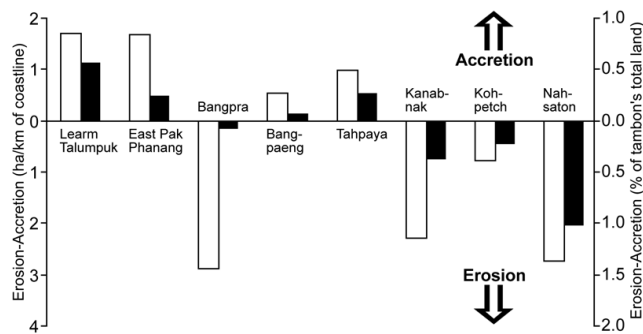 Erosion-Accretion (ha/km of coastline)
2
1
0
1
2
3
4
Learm
Talumpuk
East Pak
Phanang
Bangpra
Bang-
paeng
Tahpaya
Kanab-
nak
Koh-
petch
Nah-
saton
Accretion
Erosion
1.0
0.5
0.0
0.5
1.0
1.5
2.0
Erosion-Accretion (% of tambon's total land)